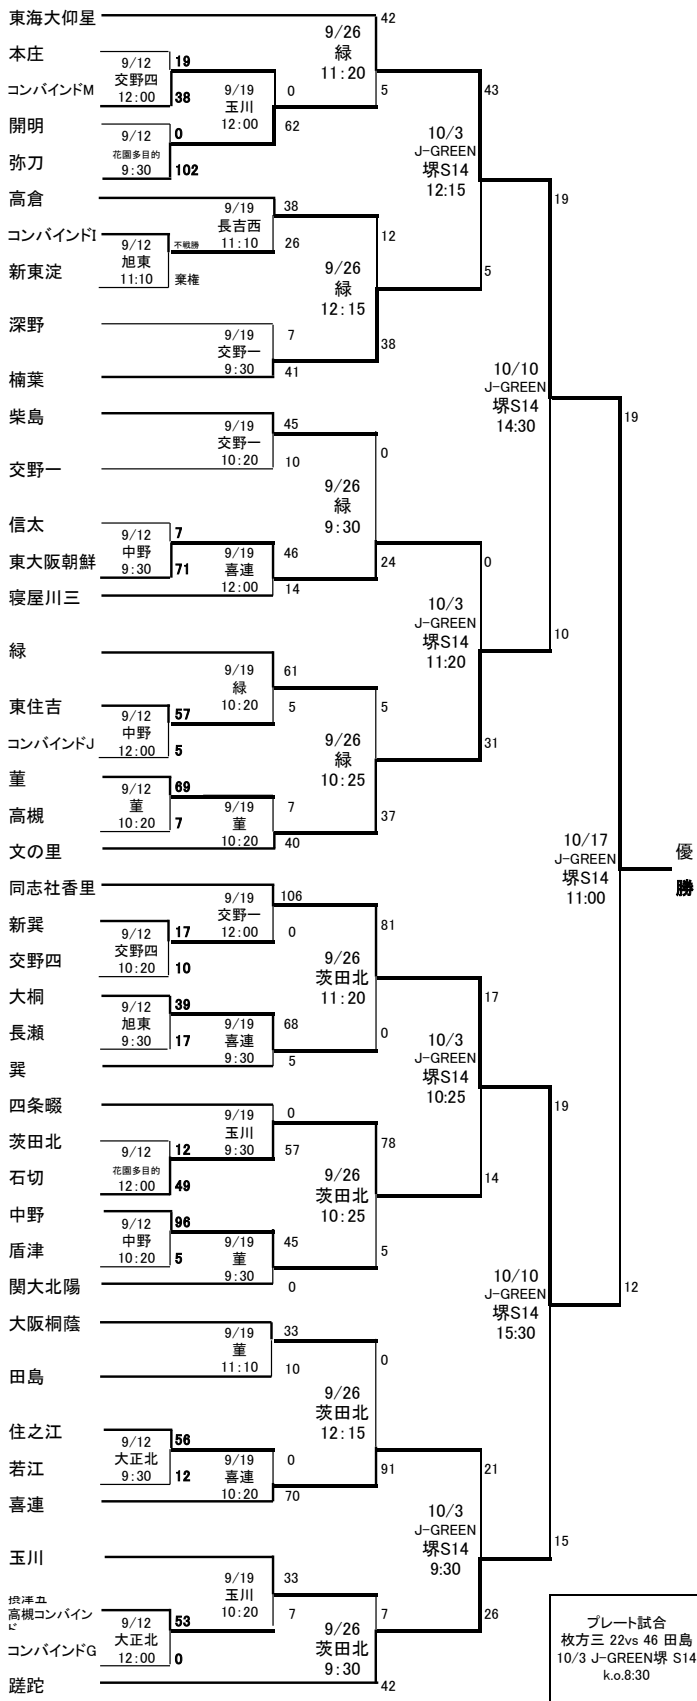 東海大仰星
42
9/26
緑
11:20
本庄
9/12
交野四
12:00
19
コンバインドM
38
9/19
玉川
12:00
0
5
43
開明
9/12
花園多目的
9:30
0
62
弥刀
102
10/3
J-GREEN
堺S14
12:15
高倉
9/19
長吉西
11:10
38
19
コンバインドI
9/12
旭東
11:10
不戦勝
26
12
新東淀
棄権
9/26
緑
12:15
5
深野
9/19
交野一
9:30
7
38
楠葉
41
10/10
J-GREEN
堺S14
14:30
柴島
9/19
交野一
10:20
45
19
交野一
10
0
9/26
緑
9:30
信太
9/12
中野
9:30
7
東大阪朝鮮
71
9/19
喜連
12:00
46
24
0
寝屋川三
14
10/3
J-GREEN
堺S14
11:20
10
緑
9/19
緑
10:20
61
東住吉
9/12
中野
12:00
57
5
5
コンバインドJ
5
9/26
緑
10:25
31
菫
9/12
菫
10:20
69
高槻
7
9/19
菫
10:20
7
37
文の里
40
10/17
J-GREEN
堺S14
11:00
優
勝
同志社香里
9/19
交野一
12:00
106
新巽
9/12
交野四
10:20
17
0
81
交野四
10
9/26
茨田北
11:20
大桐
9/12
旭東
9:30
39
17
長瀬
17
9/19
喜連
9:30
68
0
巽
5
10/3
J-GREEN
堺S14
10:25
四条畷
9/19
玉川
9:30
0
19
茨田北
9/12
花園多目的
12:00
12
57
78
石切
49
9/26
茨田北
10:25
14
中野
9/12
中野
10:20
96
盾津
5
9/19
菫
9:30
45
5
関大北陽
0
10/10
J-GREEN
堺S14
15:30
12
大阪桐蔭
9/19
菫
11:10
33
田島
10
0
9/26
茨田北
12:15
住之江
9/12
大正北
9:30
56
若江
12
9/19
喜連
10:20
0
91
21
喜連
70
10/3
J-GREEN
堺S14
9:30
15
玉川
9/19
玉川
10:20
33
高槻コンバイン
ド
9/12
大正北
12:00
53
7
7
26
コンバインドG
0
9/26
茨田北
9:30
蹉跎
42
プレート試合
枚方三 22vs 46 田島
10/3 J-GREEN堺 S14
k.o.8:30